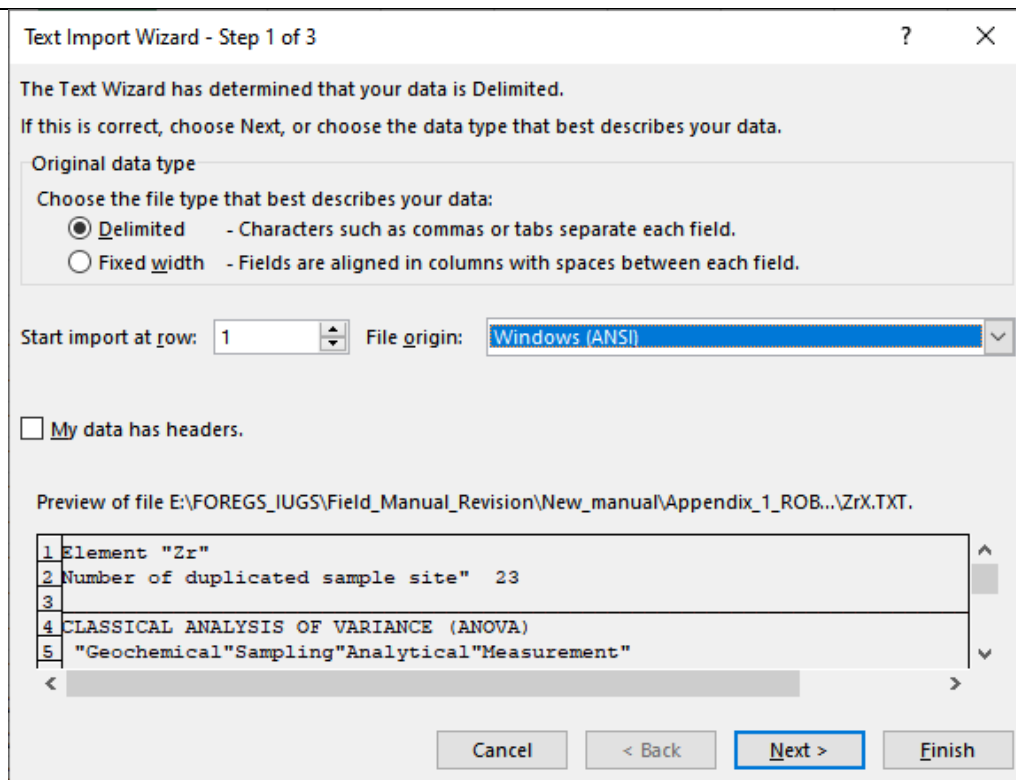 Text Import Wizard - Step 1 of 3 ? ×
The Text Wizard has determined that your data is Delimited.
If this is correct, choose Next, or choose the data type that best describes your data.
Original data type
Choose the file type that best describes your data:
Delimited - Characters such as commas or tabs separate each field.
Fixed width - Fields are aligned in columns with spaces between each field.
Start import at row: 1 File origin: Windows (ANSI)
My data has headers.
Preview of file E:\FOREGS_IUGS\Field_Manual_Revision\New_manual\Appendix_1_ROB...\ZrX.TXT.
1 Element "Zr"
2 Number of duplicated sample site" 23
3
4 CLASSICAL ANALYSIS OF VARIANCE (ANOVA)
5 "Geochemical"Sampling"Analytical"Measurement"
Cancel < Back Next > Finish